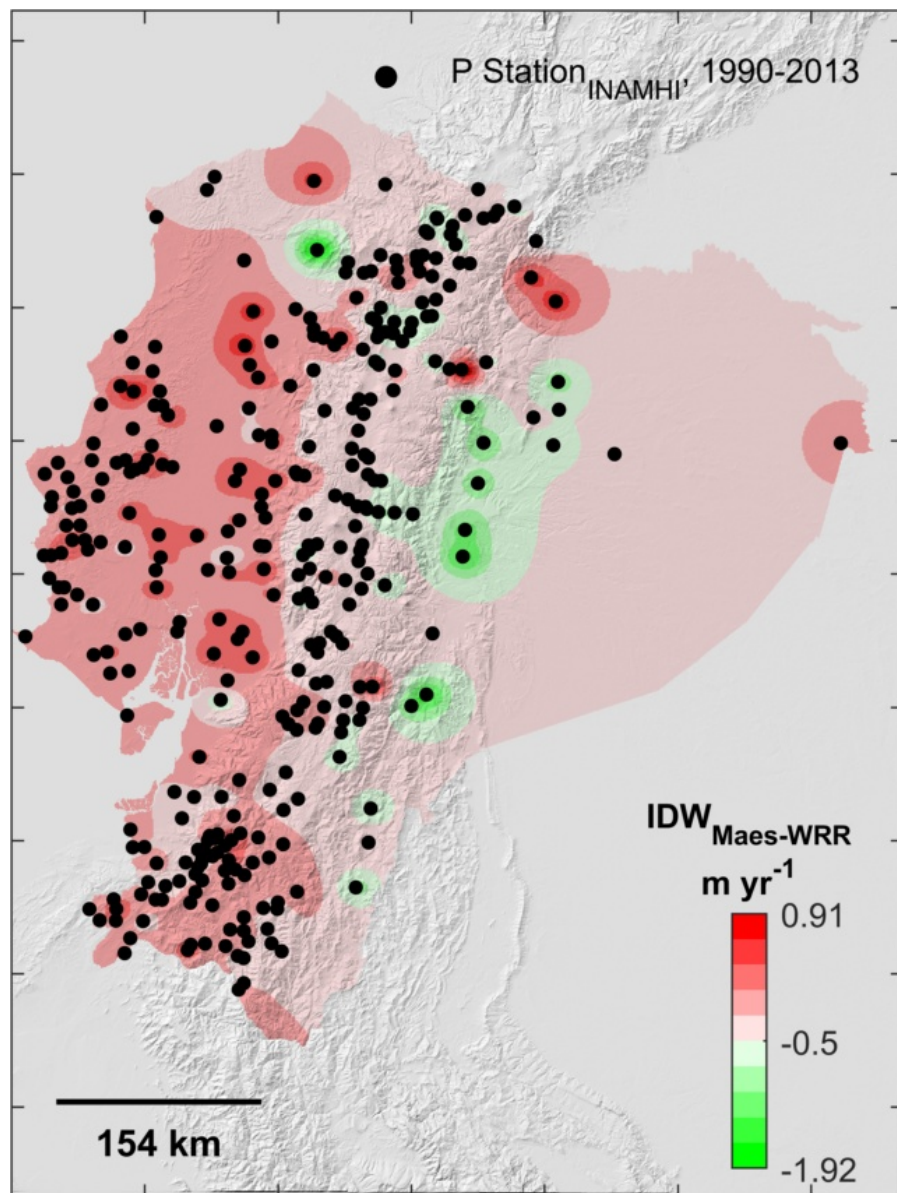 P Station INAMHI, 1990-2013
IDW Maes-WRR
m yr-1
0.91
-0.5
-1.92
154 km